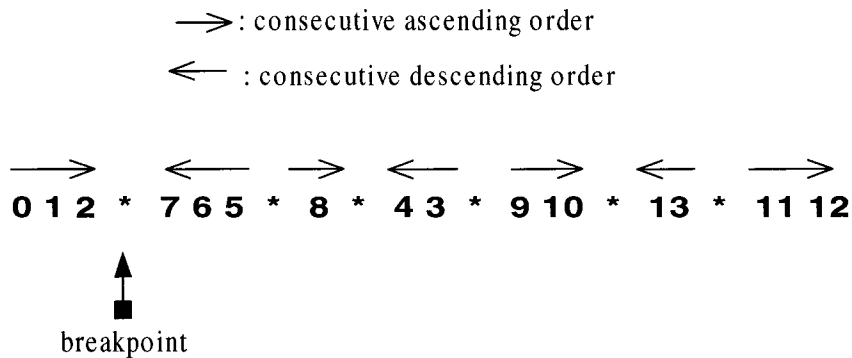 : consecutive ascending order
: consecutive descending order
0 1 2 * 7 6 5 * 8 * 4 3 * 9 10 * 13 * 11 12
breakpoint